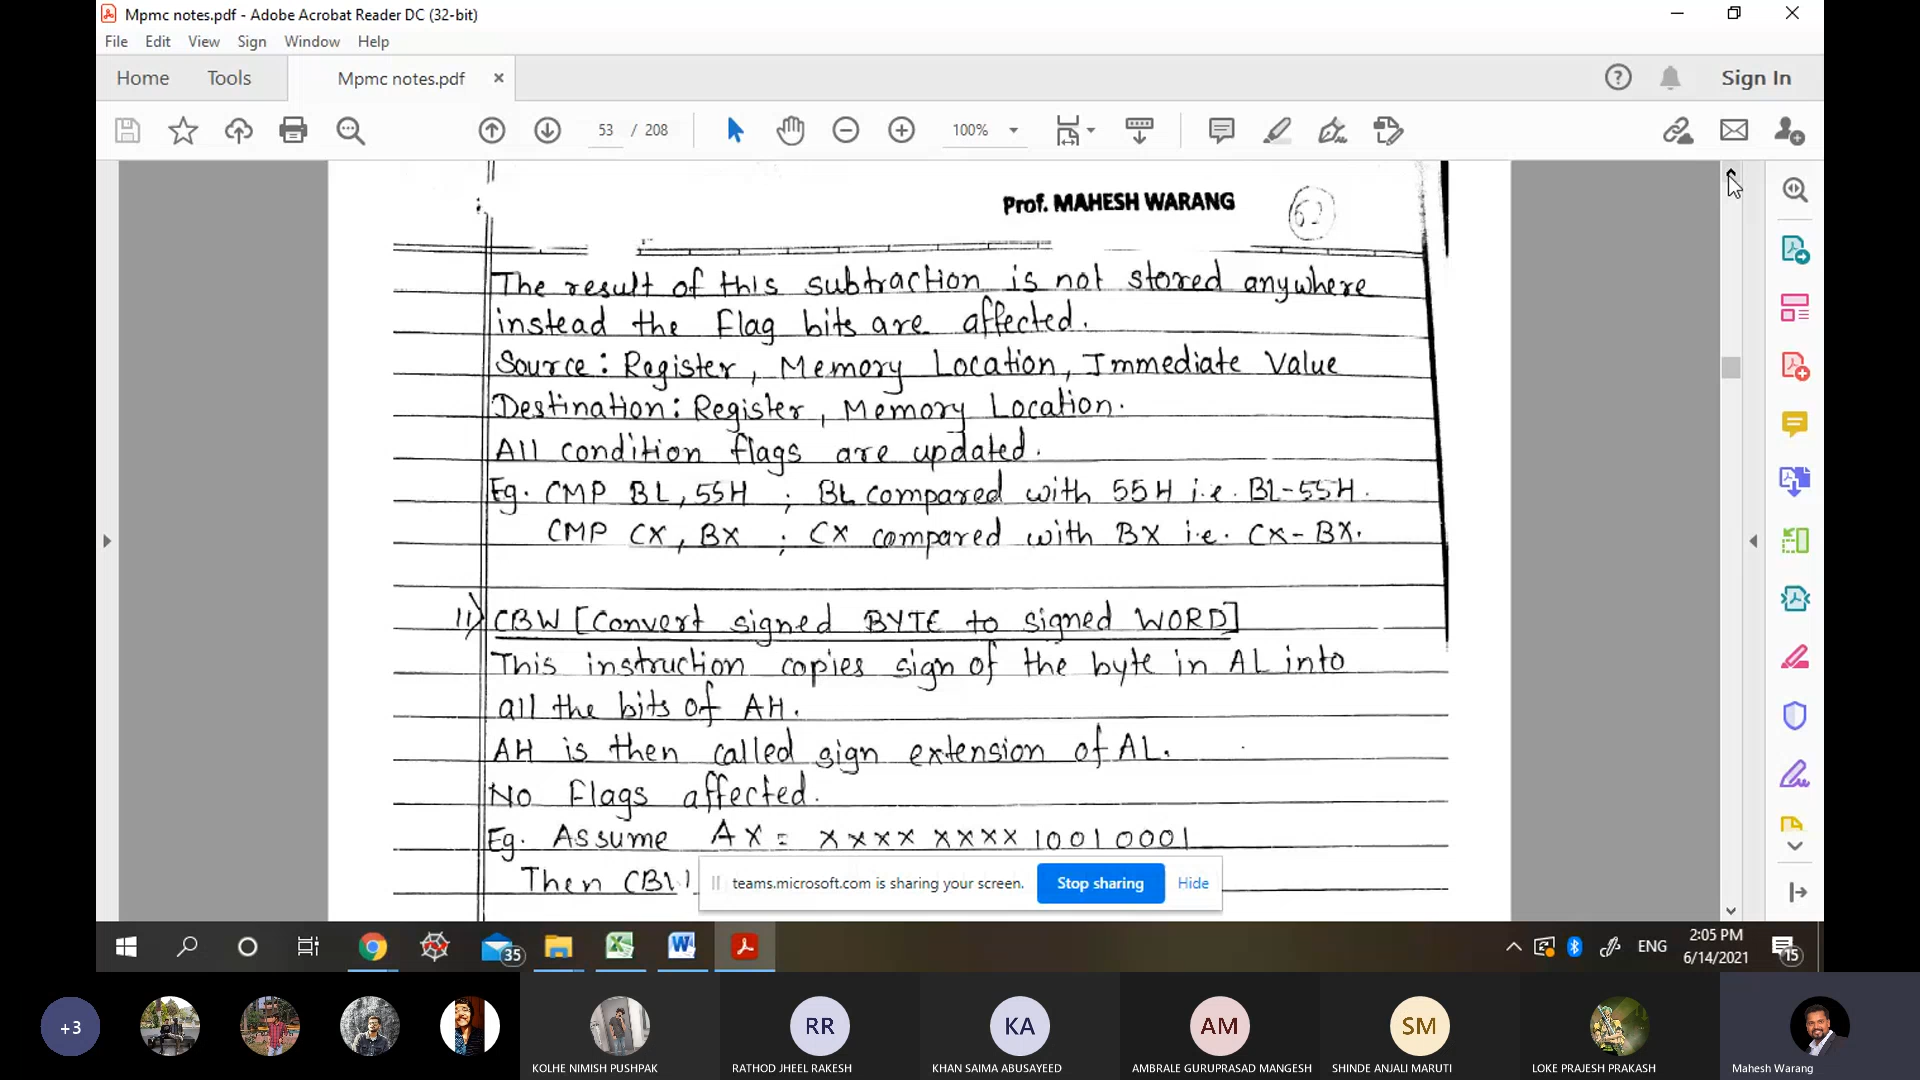 Mpmc notes.pdf - Adobe Acrobat Reader DC (32-bit)
File Edit View Sign Window Help
Home Tools Mpmc notes.pdf Sign In
53 / 208 100%
Prof. MAHESH WARANG 52
The result of this subtraction is not stored anywhere
instead the Flag bits are affected.
Source: Register, Memory Location, Immediate Value
Destination: Register, Memory Location.
All condition flags are updated.
Eg. CMP BL, 55H ; BL compared with 55H i.e. BL-55H.
CMP CX, BX ; CX compared with BX i.e. CX-BX.
11) CBW [Convert signed BYTE to signed WORD]
This instruction copies sign of the byte in AL into
all the bits of AH.
AH is then called sign extension of AL.
No Flags affected.
Eg. Assume AX = XXXX XXXX 10010001
Then
teams.microsoft.com is sharing your screen. Stop sharing Hide
35 ENG 2:05 PM 15
6/14/2021
+3 RR KA AM SM
KOLHE NIMISH PUSHPAK RATHOD JHEEL RAKESH KHAN SAIMA ABUSAYEED AMBRALE GURUPRASAD MANGESH SHINDE ANJALI MARUTI LOKE PRAJESH PRAKASH Mahesh Warang